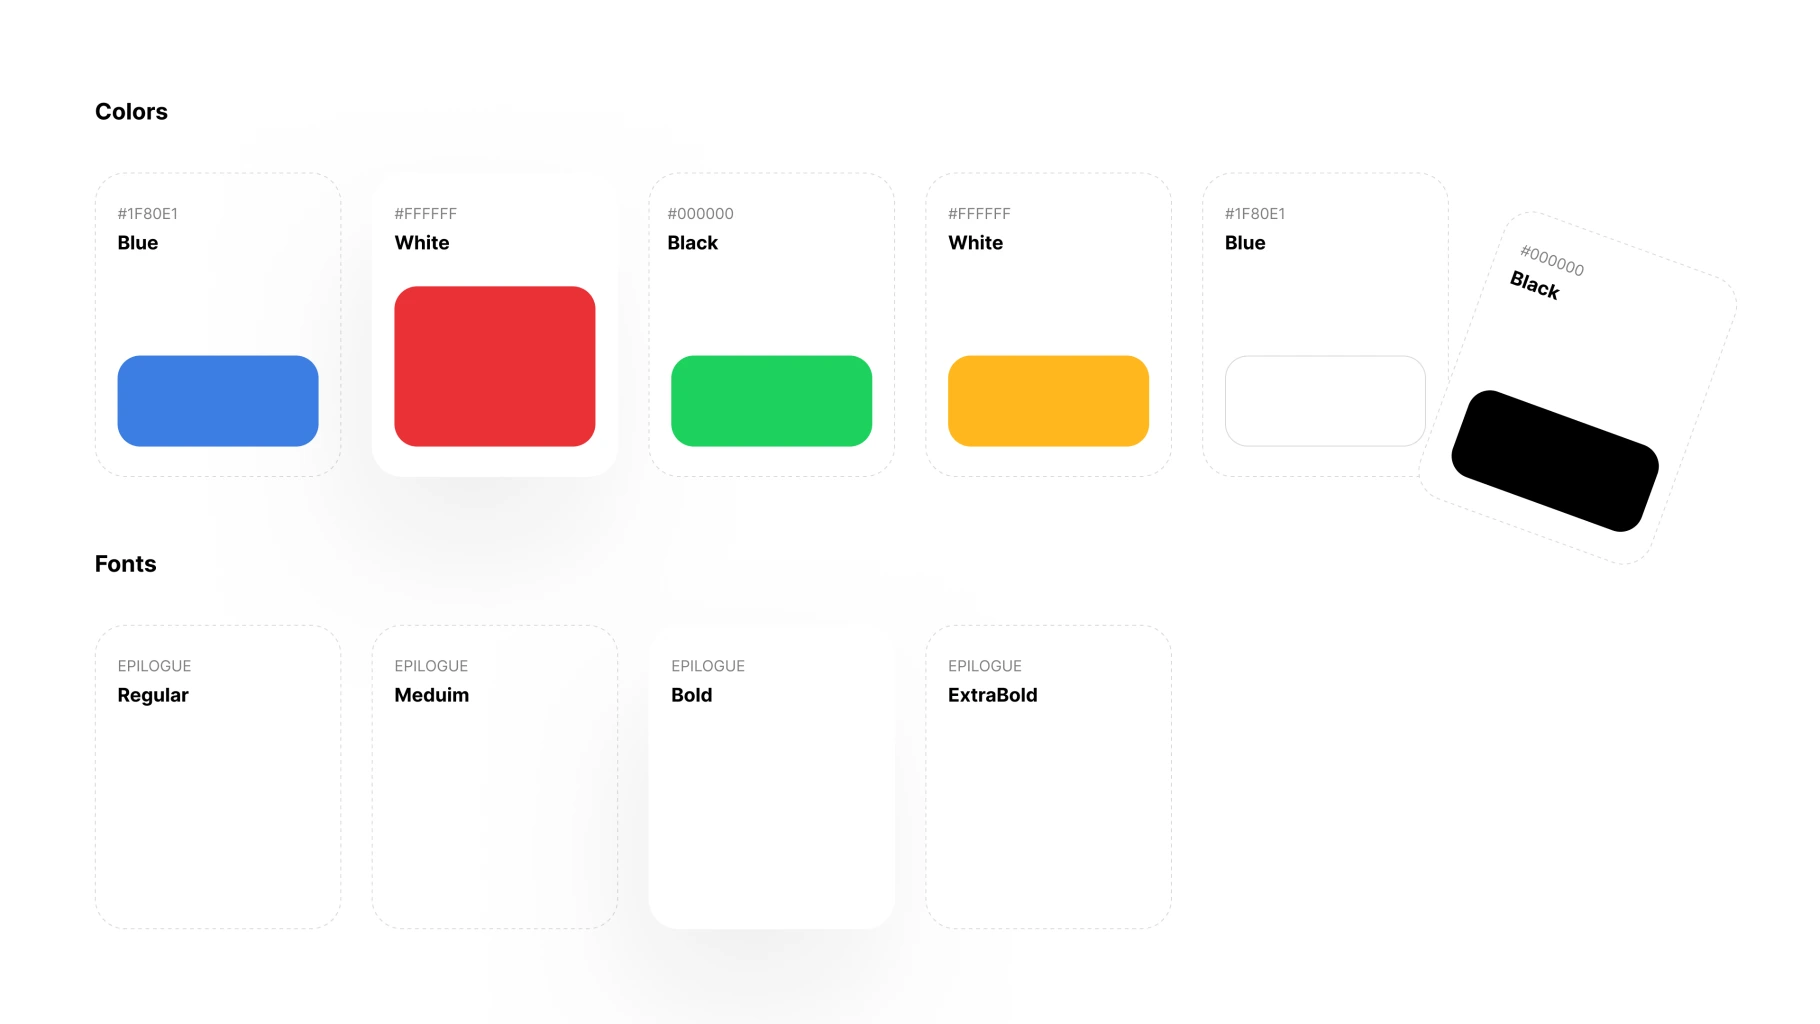 Colors
#1F80E1
Blue
#FFFFFF
White
#000000
Black
#FFFFFF
White
#1F80E1
Blue
#000000
Black
Fonts
EPILOGUE
Regular
EPILOGUE
Meduim
EPILOGUE
Bold
EPILOGUE
ExtraBold